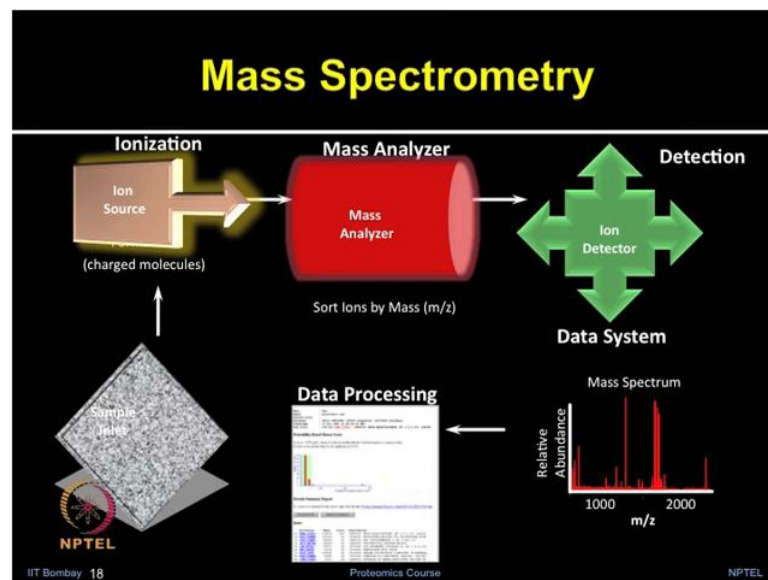 Mass Spectrometry
Ionization
Mass Analyzer
Detection
Ion
Source
Mass
Analyzer
Ion
Detector
(charged molecules)
Sort Ions by Mass (m/z)
Data System
Sample
Inlet
Data Processing
Mass Spectrum
Relative
Abundance
1000 2000
m/z
NPTEL
IIT Bombay 18
Proteomics Course
NPTEL